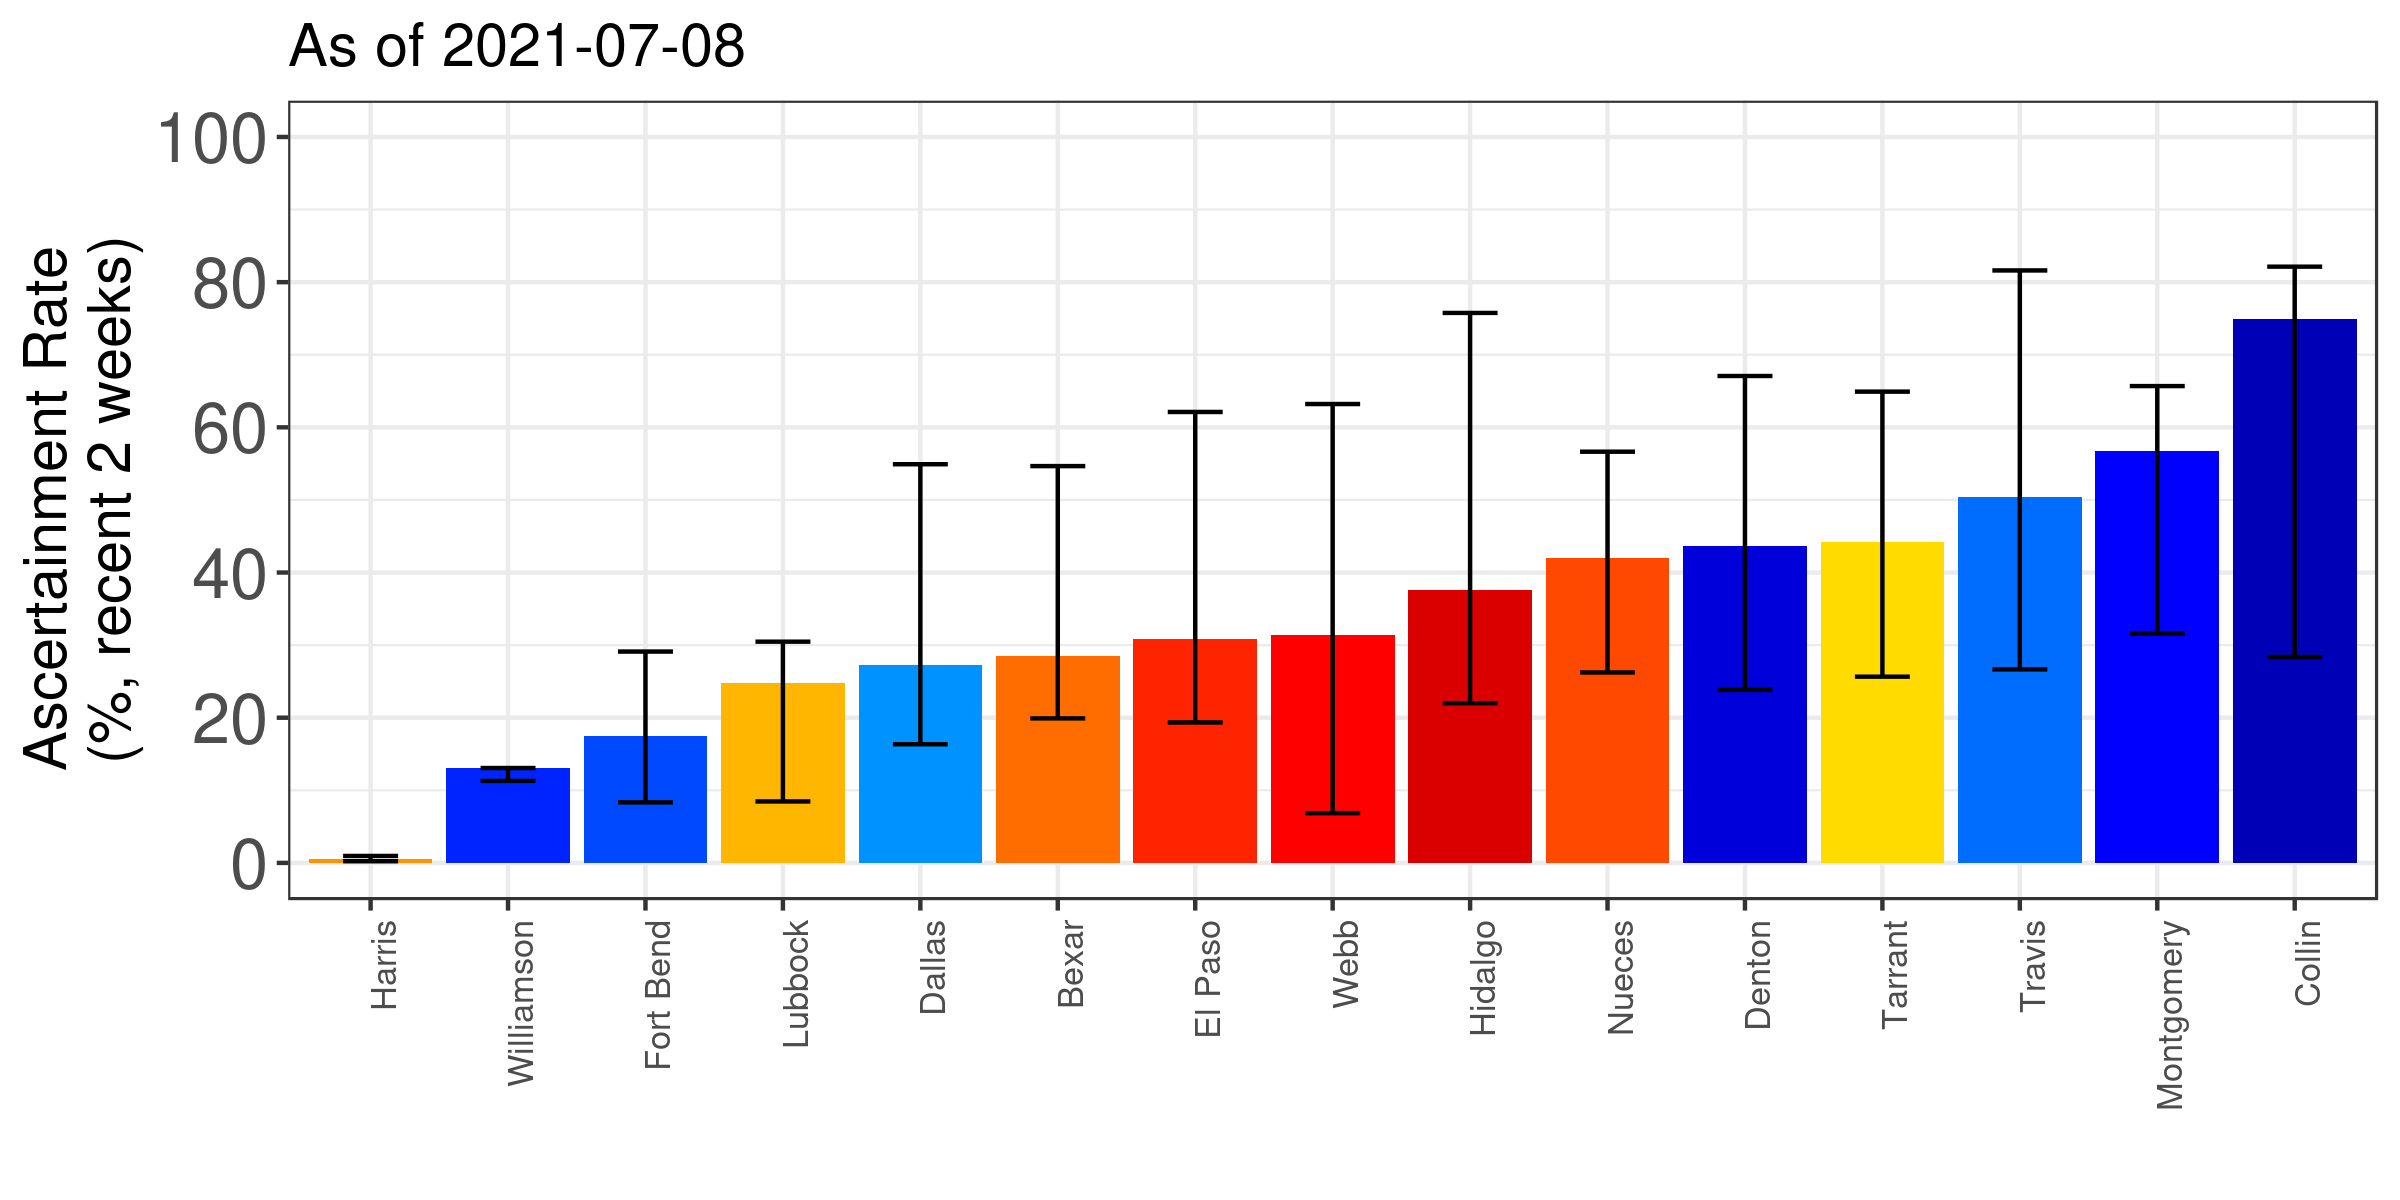 As of 2021-07-08
Ascertainment Rate
(%, recent 2 weeks)
100
80
60
40
20
0
Harris
Williamson
Fort Bend
Lubbock
Dallas
Bexar
El Paso
Webb
Hidalgo
Nueces
Denton
Tarrant
Travis
Montgomery
Collin